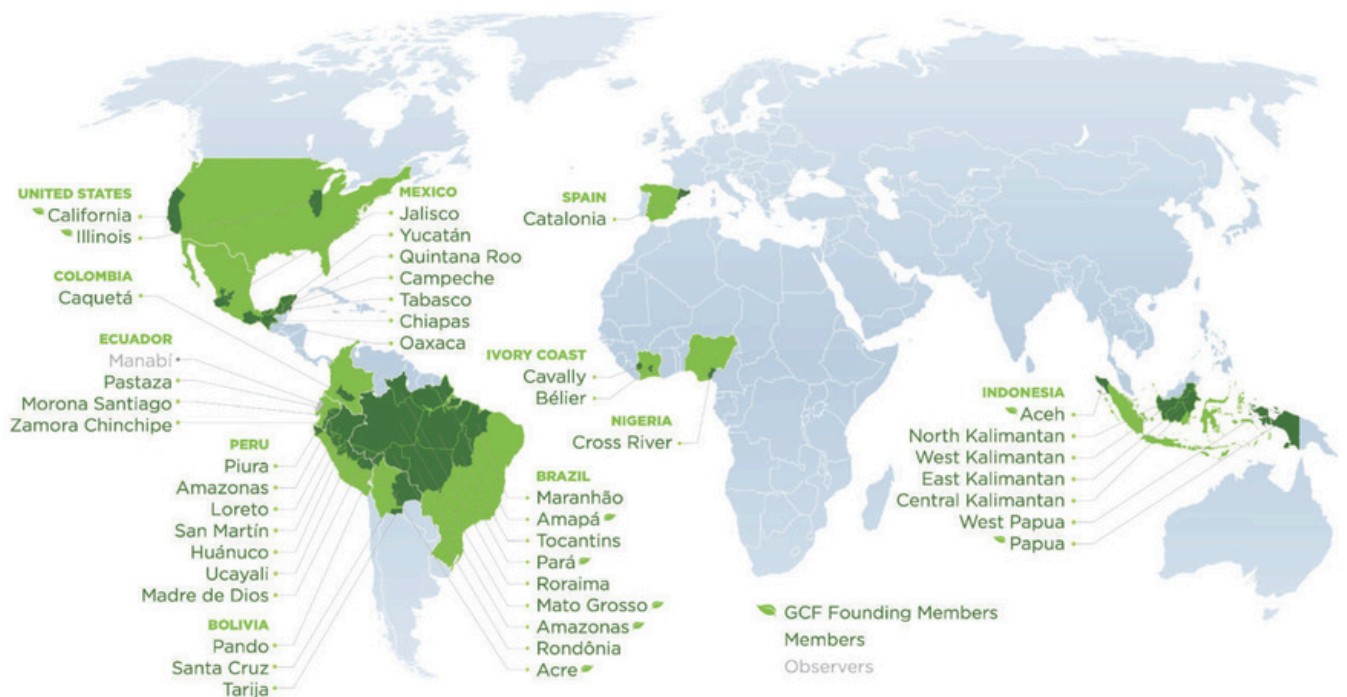 UNITED STATES
California
Illinois
COLOMBIA
Caquetá
ECUADOR
Manabí
Pastaza
Morona Santiago
Zamora Chinchipe
PERU
Piura
Amazonas
Loreto
San Martín
Huánuco
Ucayali
Madre de Dios
BOLIVIA
Pando
Santa Cruz
Tarija
MEXICO
Jalisco
Yucatán
Quintana Roo
Campeche
Tabasco
Chiapas
Oaxaca
BRAZIL
Maranhão
Amapá
Tocantins
Pará
Roraima
Mato Grosso
Amazonas
Rondônia
Acre
SPAIN
Catalonia
IVORY COAST
Cavally
Bélier
NIGERIA
Cross River
INDONESIA
Aceh
North Kalimantan
West Kalimantan
East Kalimantan
Central Kalimantan
West Papua
Papua
GCF Founding Members
Members
Observers